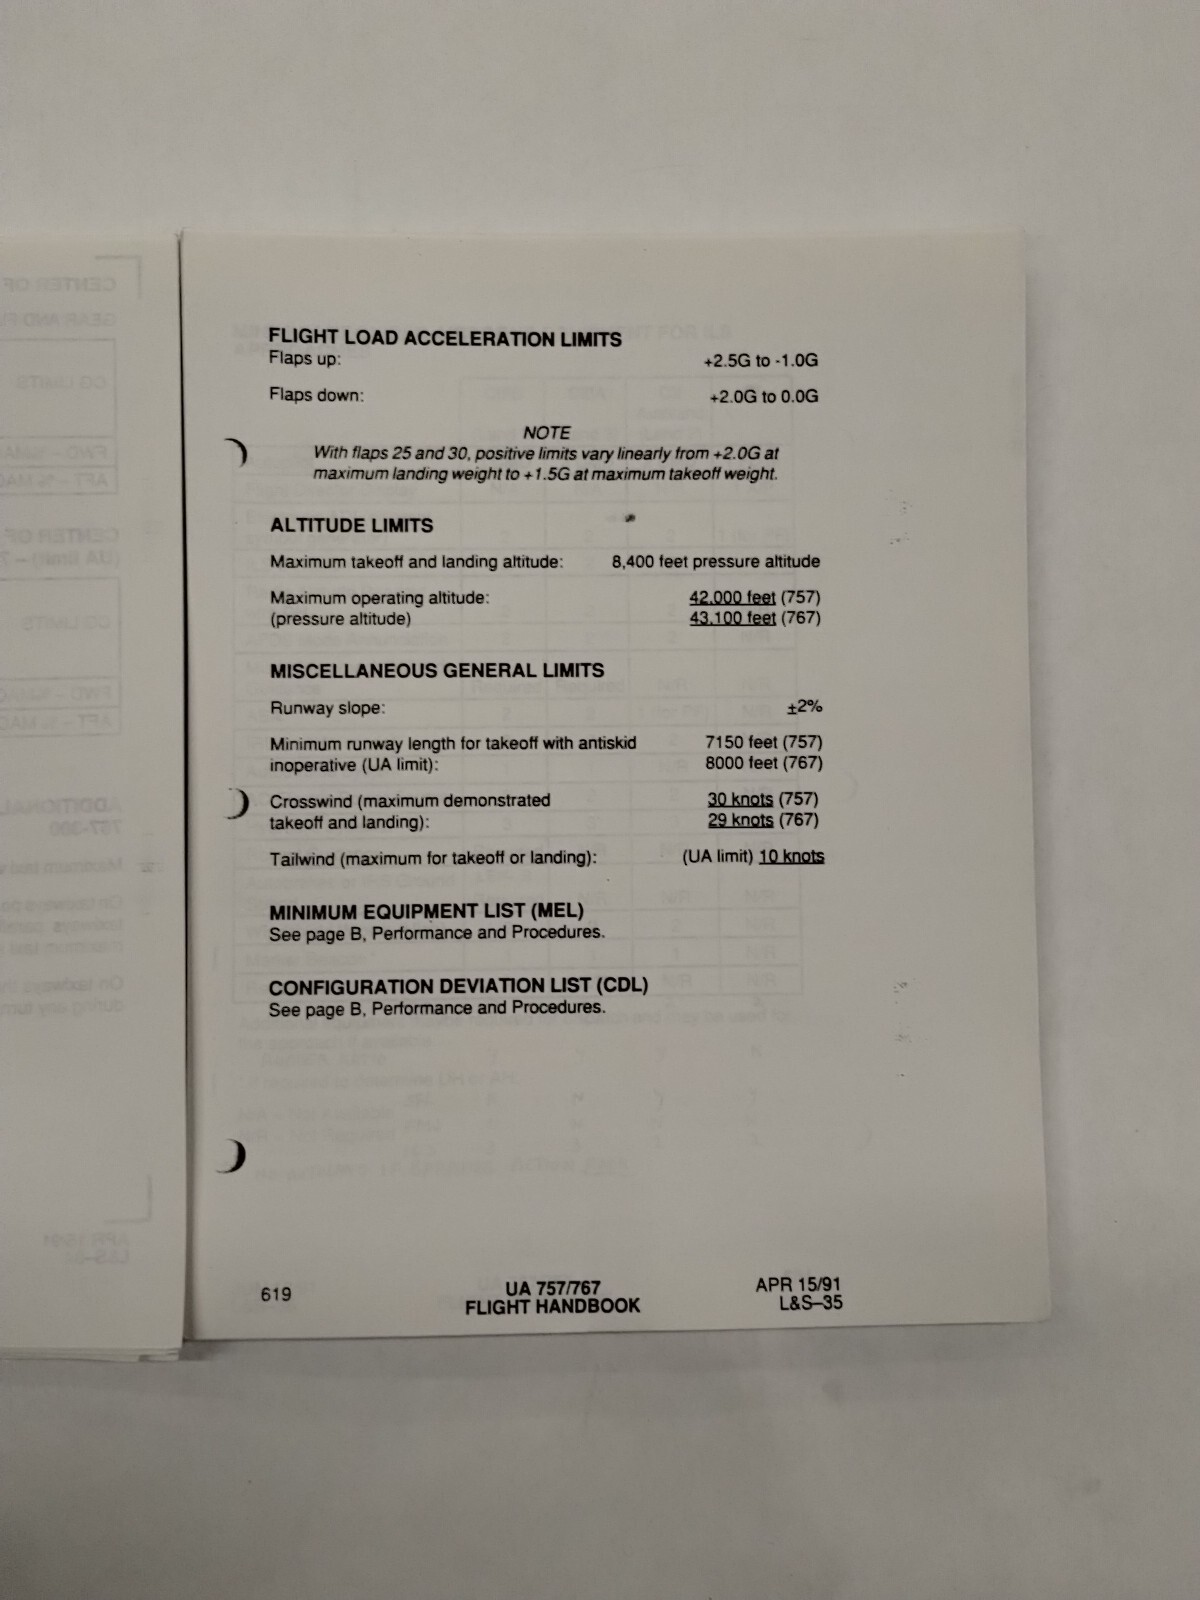 FLIGHT LOAD ACCELERATION LIMITS
Flaps up: +2.5G to -1.0G
Flaps down: +2.0G to 0.0G
NOTE
With flaps 25 and 30, positive limits vary linearly from +2.0G at
maximum landing weight to +1.5G at maximum takeoff weight.
ALTITUDE LIMITS
Maximum takeoff and landing altitude: 8,400 feet pressure altitude
Maximum operating altitude: 42,000 feet (757)
(pressure altitude) 43,100 feet (767)
MISCELLANEOUS GENERAL LIMITS
Runway slope: ±2%
Minimum runway length for takeoff with antiskid 7150 feet (757)
inoperative (UA limit): 8000 feet (767)
Crosswind (maximum demonstrated 30 knots (757)
takeoff and landing): 29 knots (767)
Tailwind (maximum for takeoff or landing): (UA limit) 10 knots
MINIMUM EQUIPMENT LIST (MEL)
See page B, Performance and Procedures.
CONFIGURATION DEVIATION LIST (CDL)
See page B, Performance and Procedures.
619 UA 757/767 APR 15/91
FLIGHT HANDBOOK L&S–35